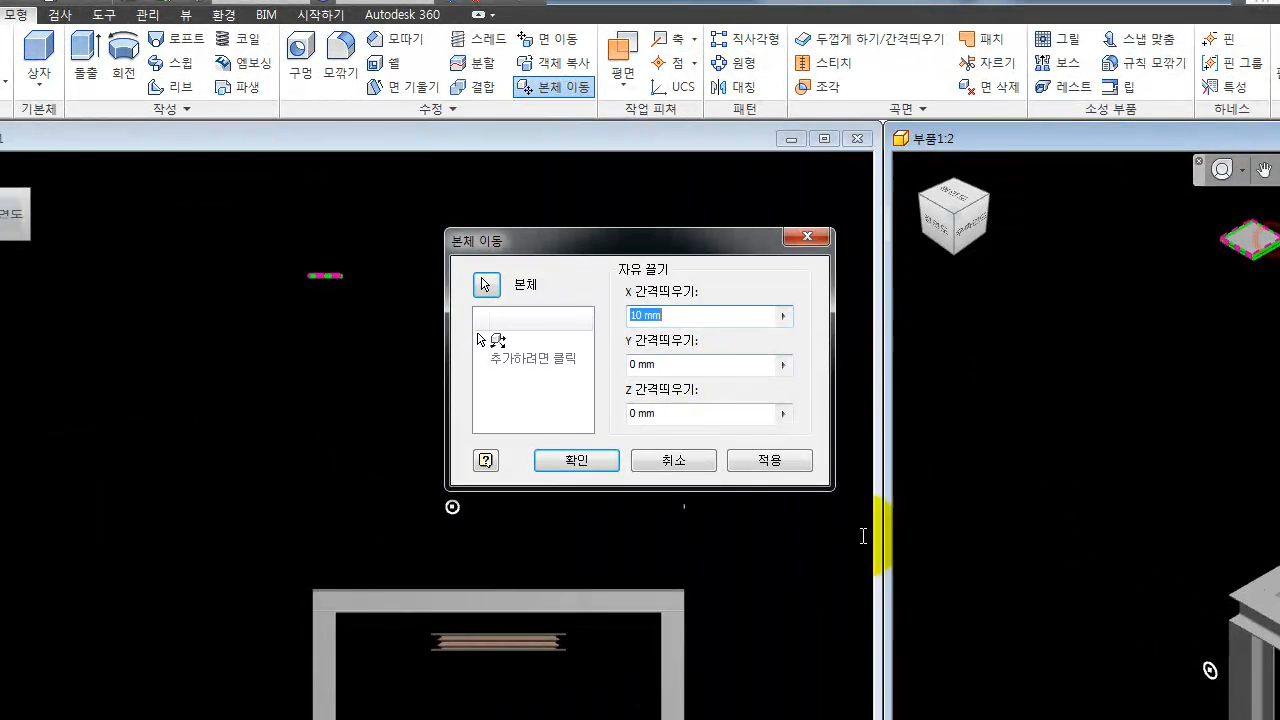 모형 검사 도구 관리 뷰 환경 BIM 시작하기 Autodesk 360
상자
돌출
회전
로프트
스윕
리브
코일
엠보싱
파생
구멍
모깎기
모따기
쉘
면 기울기
스레드
분할
결합
면 이동
객체 복사
본체 이동
평면
축
점
UCS
직사각형
원형
대칭
두껍게 하기/간격띄우기
스티치
조각
패치
자르기
면 삭제
그릴
보스
레스트
스냅 맞춤
규칙 모깎기
립
핀
핀 그룹
특성
기본체 작성 수정 작업 피쳐 패턴 곡면 소성 부품 하네스
1
부품1:2
면도
본체 이동
본체
추가하려면 클릭
자유 끌기
X 간격띄우기:
10 mm
Y 간격띄우기:
0 mm
Z 간격띄우기:
0 mm
확인 취소 적용